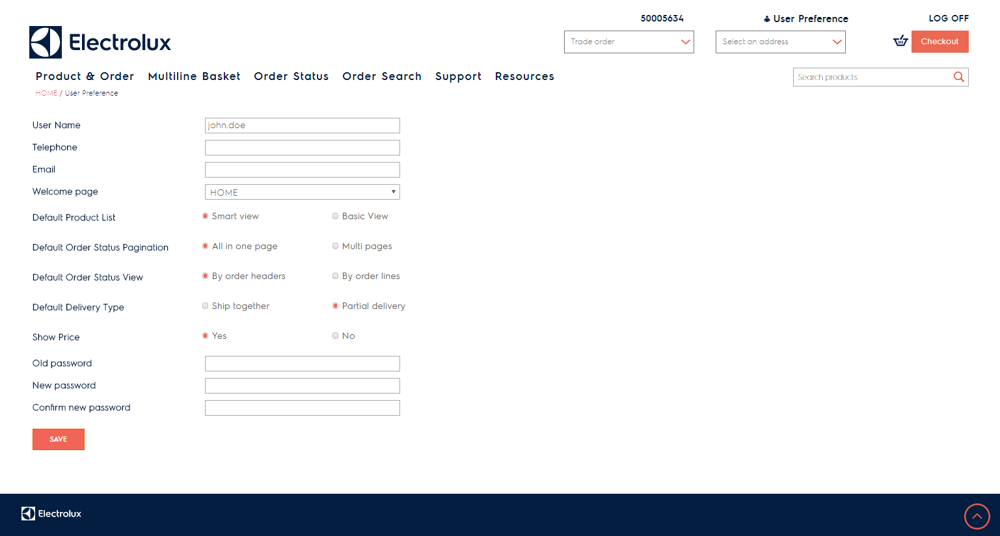 50005634
User Preference
LOG OFF
Electrolux
Trade order
Select an address
Checkout
Product & Order
Multiline Basket
Order Status
Order Search
Support
Resources
Search products
HOME / User Preference
User Name
john.doe
Telephone
Email
Welcome page
HOME
Default Product List
Smart view
Basic View
Default Order Status Pagination
All in one page
Multi pages
Default Order Status View
By order headers
By order lines
Default Delivery Type
Ship together
Partial delivery
Show Price
Yes
No
Old password
New password
Confirm new password
SAVE
Electrolux